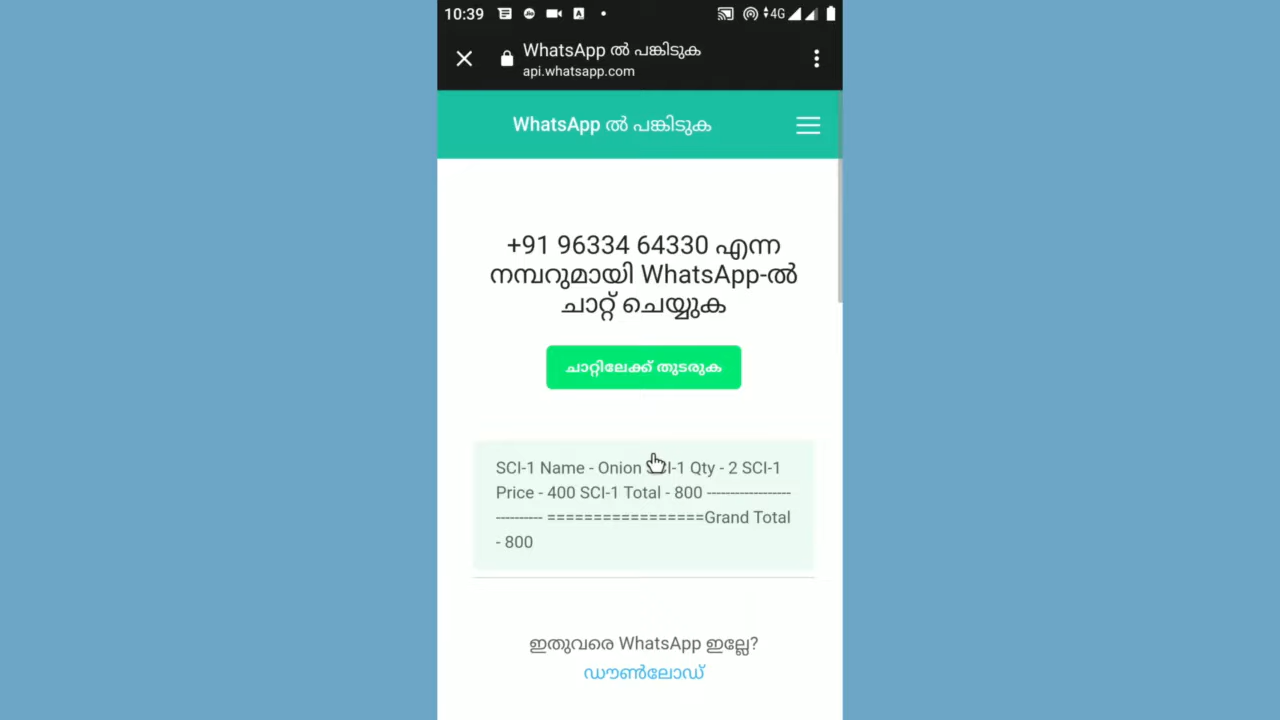 10:39
4G
WhatsApp ൽ പങ്കിടുക
api.whatsapp.com
WhatsApp ൽ പങ്കിടുക
+91 96334 64330 എന്ന
നമ്പറുമായി WhatsApp-ൽ
ചാറ്റ് ചെയ്യുക
ചാറ്റിലേക്ക് തുടരുക
SCI-1 Name - Onion SCI-1 Qty - 2 SCI-1
Price - 400 SCI-1 Total - 800 ------------------
---------- =================Grand Total
- 800
ഇതുവരെ WhatsApp ഇല്ലേ?
ഡൗൺലോഡ്